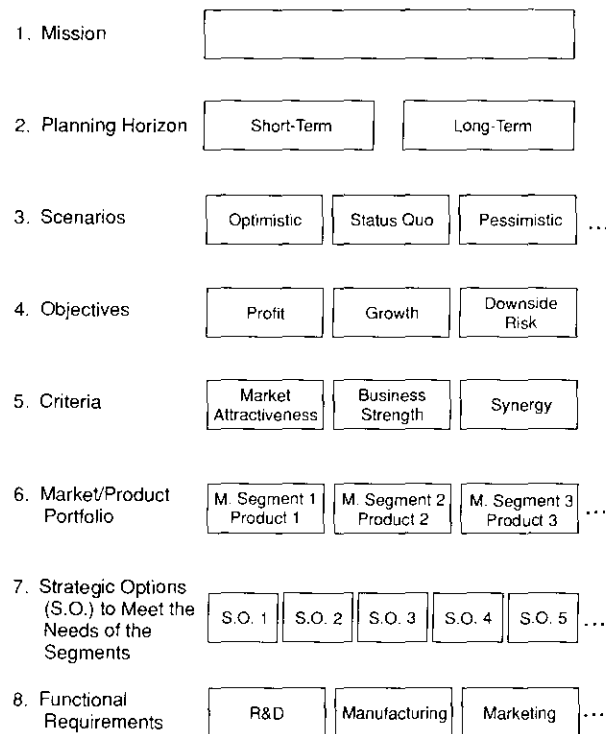 1. Mission
2. Planning Horizon
Short-Term
Long-Term
3. Scenarios
Optimistic
Status Quo
Pessimistic
...
4. Objectives
Profit
Growth
Downside
Risk
5. Criteria
Market
Attractiveness
Business
Strength
Synergy
6. Market/Product
Portfolio
M. Segment 1
Product 1
M. Segment 2
Product 2
M. Segment 3
Product 3
...
7. Strategic Options
(S.O.) to Meet the
Needs of the
Segments
S.O. 1
S.O. 2
S.O. 3
S.O. 4
S.O. 5
...
8. Functional
Requirements
R&D
Manufacturing
Marketing
...